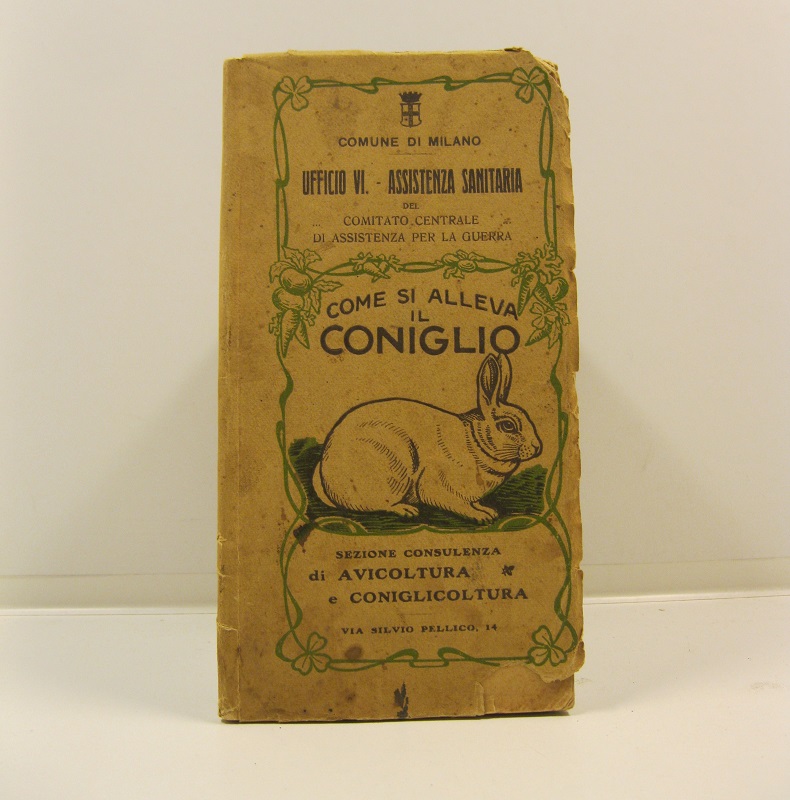 COMUNE DI MILANO
UFFICIO VI. - ASSISTENZA SANITARIA
DEL
COMITATO CENTRALE
DI ASSISTENZA PER LA GUERRA
COME SI ALLEVA
IL
CONIGLIO
SEZIONE CONSULENZA
di AVICOLTURA
e CONIGLICOLTURA
VIA SILVIO PELLICO, 14